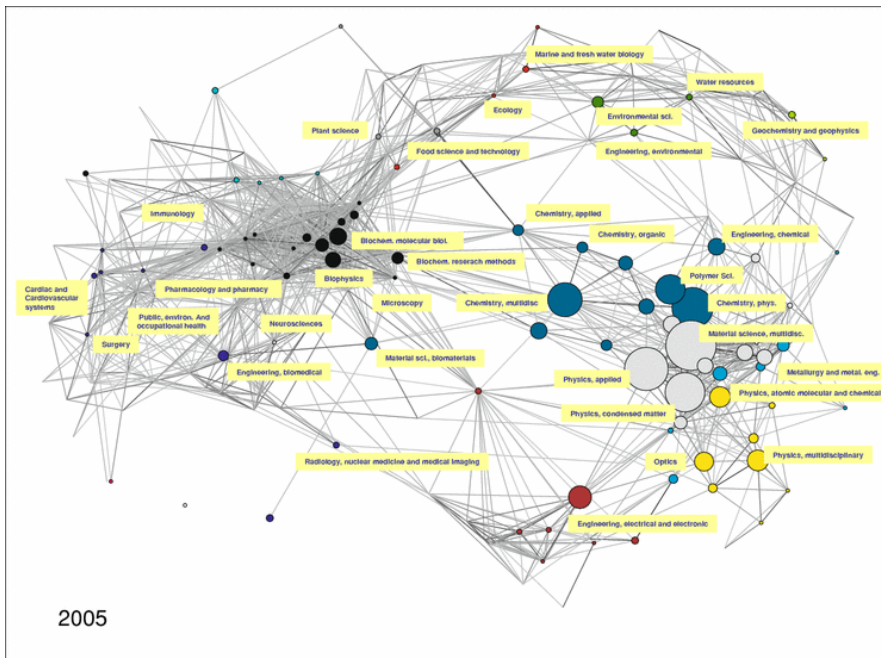 Marine and fresh water biology
Water resources
Ecology
Environmental sci.
Plant science
Geochemistry and geophysics
Food science and technology
Engineering, environmental
Immunology
Chemistry, applied
Chemistry, organic
Engineering, chemical
Biochem. molecular biol.
Biochem. reserach methods
Biophysics
Polymer Sci.
Pharmacology and pharmacy
Cardiac and
Cardiovascular
systems
Microscopy
Chemistry, multidisc
Chemistry, phys.
Public, environ. And
occupational health
Neurosciences
Material science, multidisc.
Surgery
Material sci., biomaterials
Engineering, biomedical
Physics, applied
Metallurgy and metal. eng.
Physics, atomic molecular and chemical
Physics, condensed matter
Radiology, nuclear medicine and medical imaging
Optics
Physics, multidisciplinary
Engineering, electrical and electronic
2005